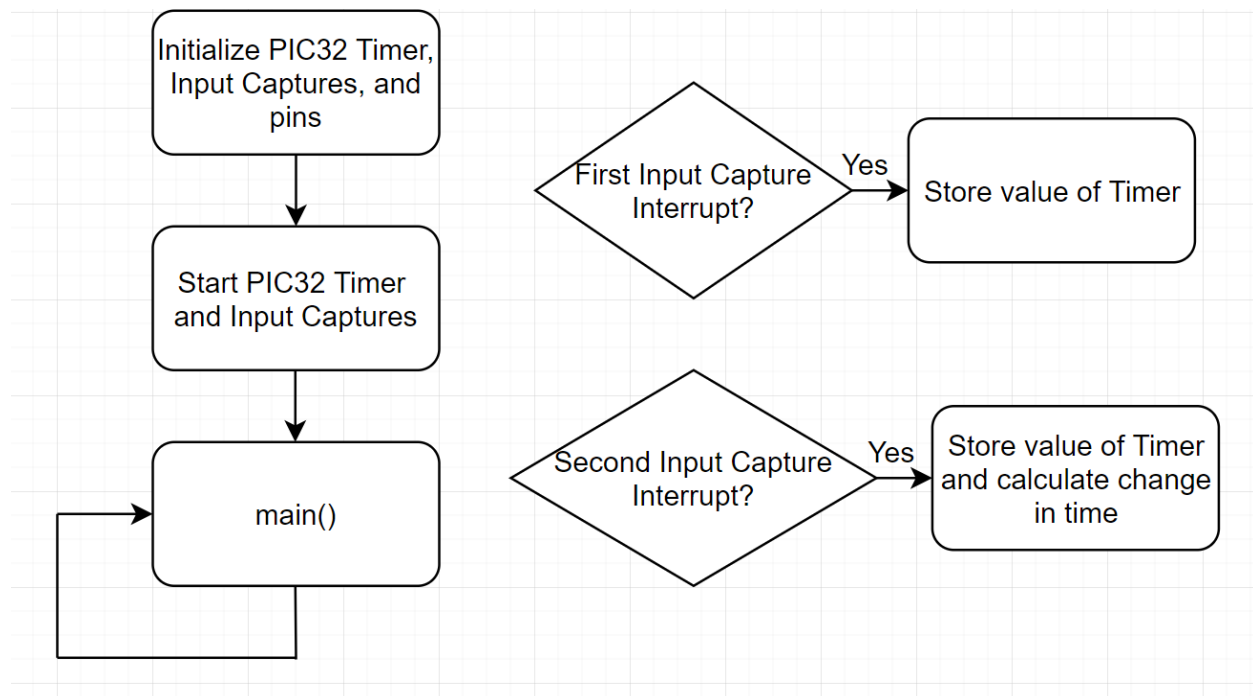 Initialize PIC32 Timer,
Input Captures, and
pins
Start PIC32 Timer
and Input Captures
main()
First Input Capture
Interrupt?
Yes
Store value of Timer
Second Input Capture
Interrupt?
Yes
Store value of Timer
and calculate change
in time